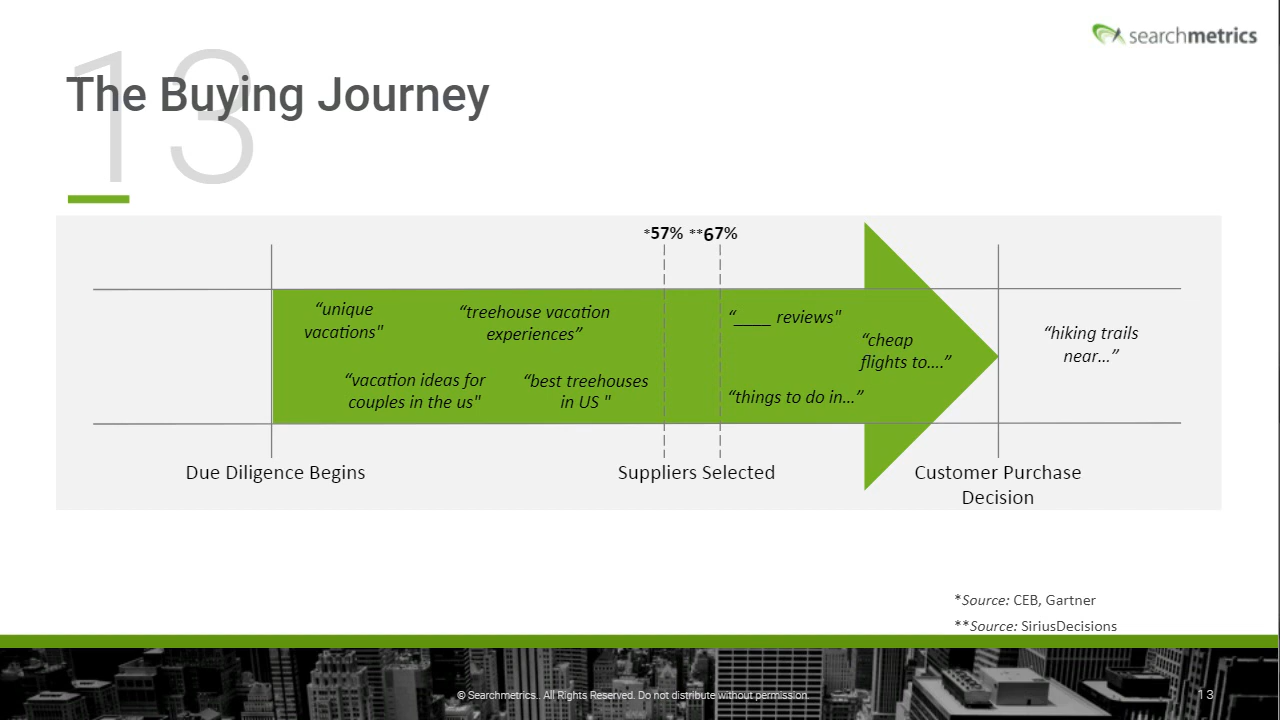 searchmetrics
13
The Buying Journey
*57% **67%
“unique
vacations"
“treehouse vacation
experiences”
“vacation ideas for
couples in the us"
“best treehouses
in US "
“____ reviews"
“cheap
flights to....”
“things to do in...”
“hiking trails
near...”
Due Diligence Begins
Suppliers Selected
Customer Purchase
Decision
*Source: CEB, Gartner
**Source: SiriusDecisions
© Searchmetrics.. All Rights Reserved. Do not distribute without permission.
13